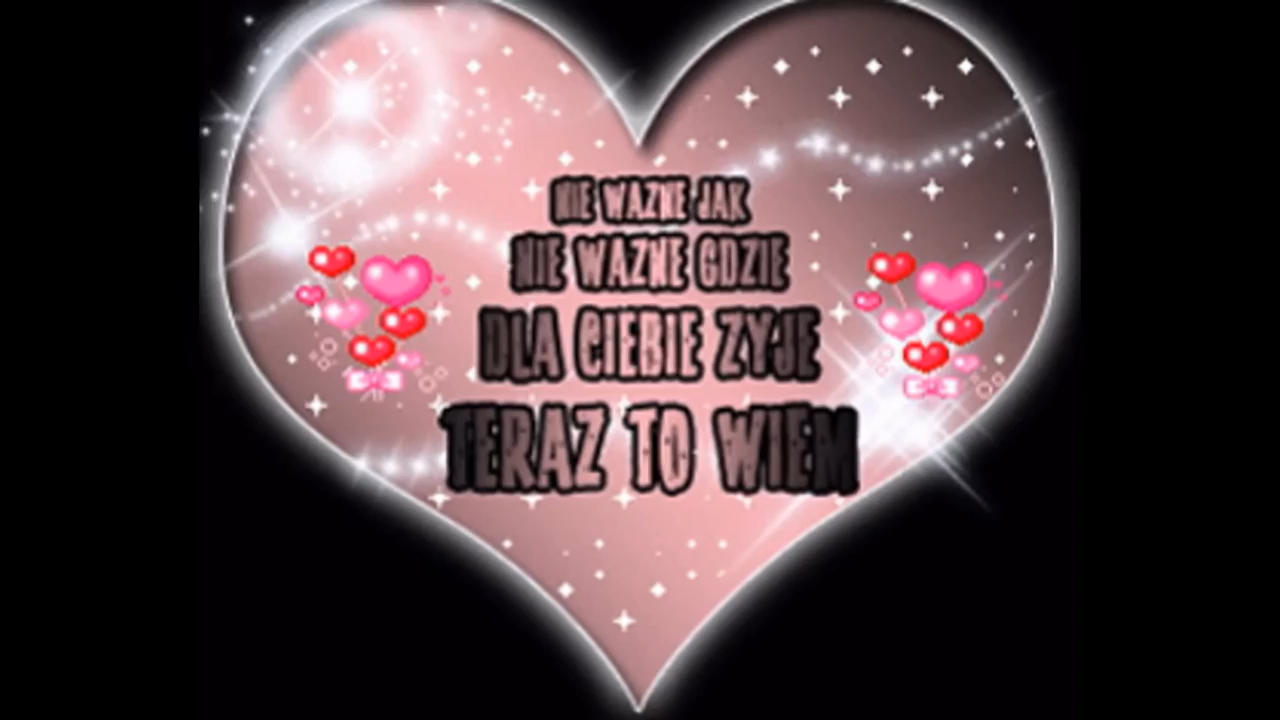 NIE WAZNE JAK
NIE WAZNE GDZIE
DLA CIEBIE ZYJE
TERAZ TO WIEM